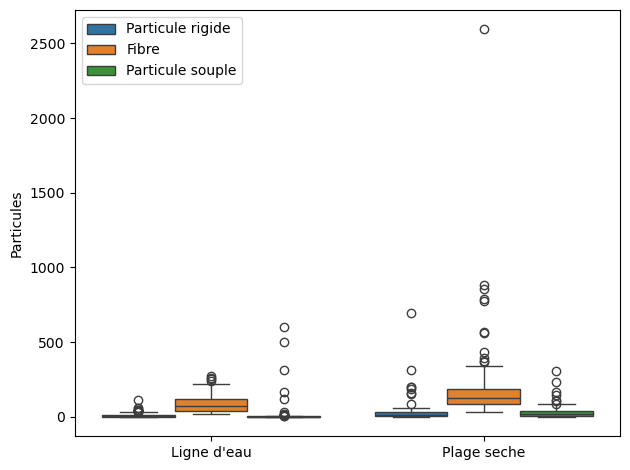 Particule rigide
Fibre
Particule souple
Particules
2500
2000
1500
1000
500
0
Ligne d'eau
Plage seche